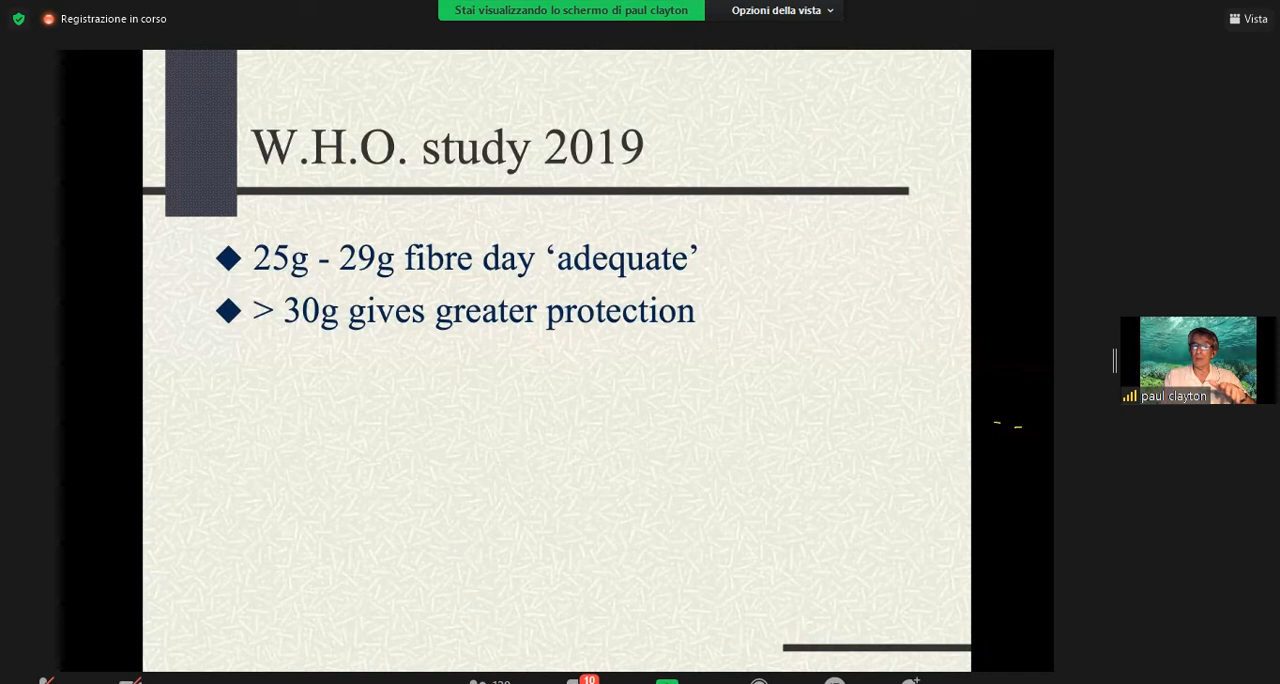 Registrazione in corso
Stai visualizzando lo schermo di paul clayton
Opzioni della vista
Vista
W.H.O. study 2019
25g - 29g fibre day ‘adequate’
> 30g gives greater protection
paul clayton
10